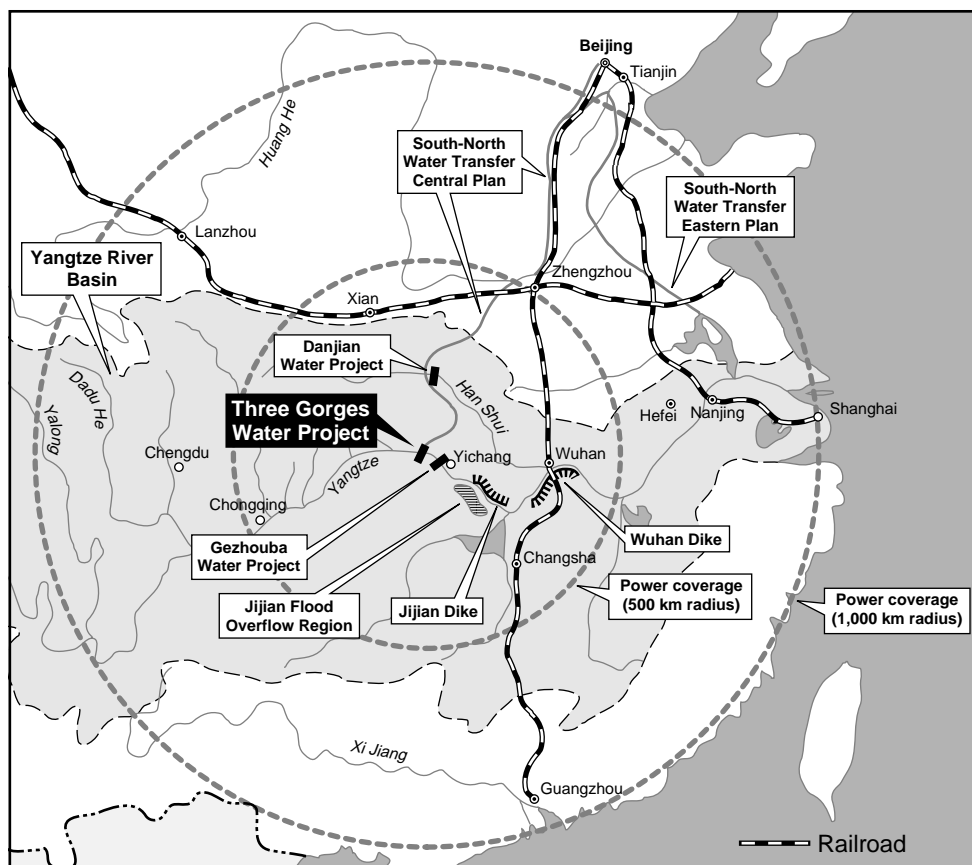 Beijing
Tianjin
Huang He
South-North
Water Transfer
Central Plan
South-North
Water Transfer
Eastern Plan
Lanzhou
Yangtze River
Basin
Zhengzhou
Xian
Danjian
Water Project
Han Shui
Dadu He
Yalong
Three Gorges
Water Project
Hefei
Nanjing
Shanghai
Chengdu
Yangtze
Yichang
Wuhan
Chongqing
Gezhouba
Water Project
Wuhan Dike
Changsha
Jijian Flood
Overflow Region
Jijian Dike
Power coverage
(500 km radius)
Power coverage
(1,000 km radius)
Xi Jiang
Guangzhou
Railroad